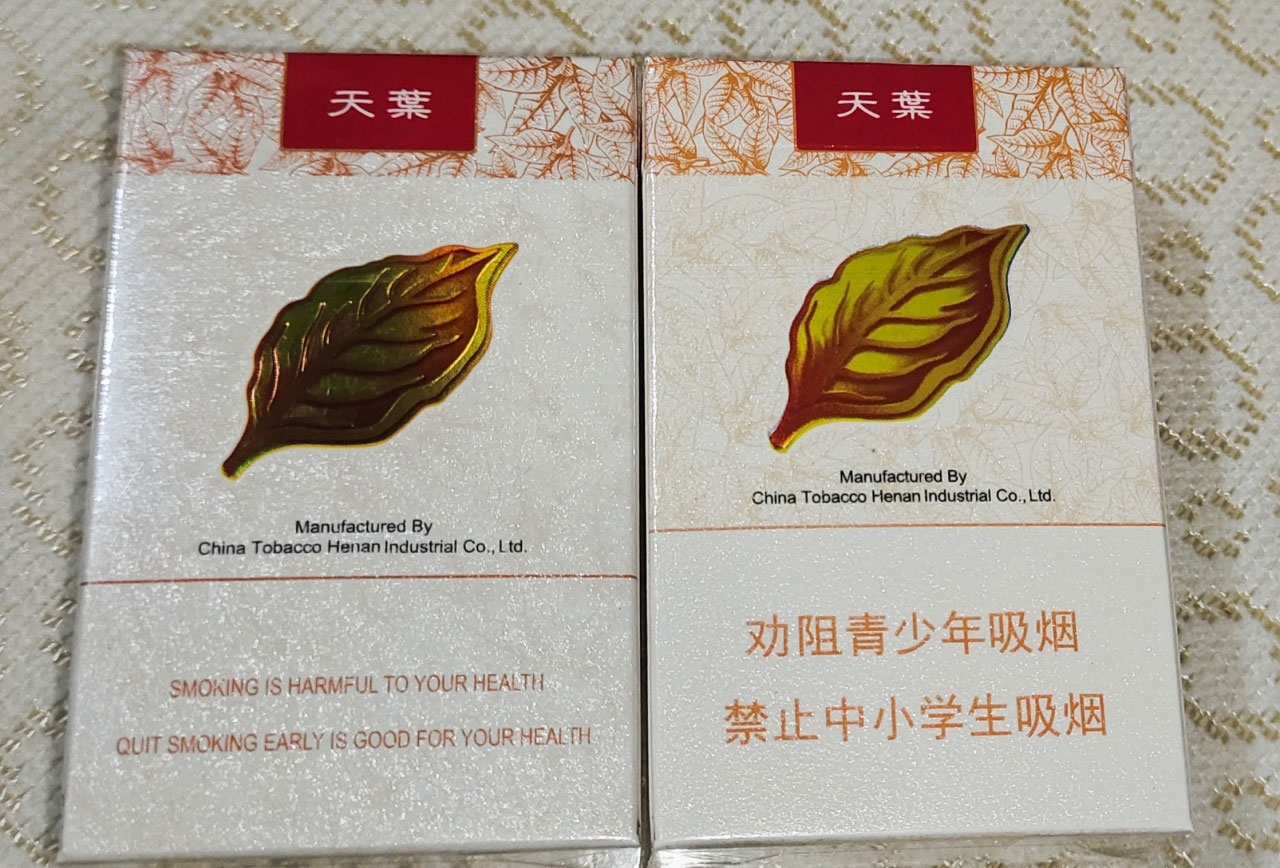 天葉
Manufactured By
China Tobacco Henan Industrial Co., Ltd.
SMOKING IS HARMFUL TO YOUR HEALTH
QUIT SMOKING EARLY IS GOOD FOR YOUR HEALTH
天葉
Manufactured By
China Tobacco Henan Industrial Co., Ltd.
劝阻青少年吸烟
禁止中小学生吸烟